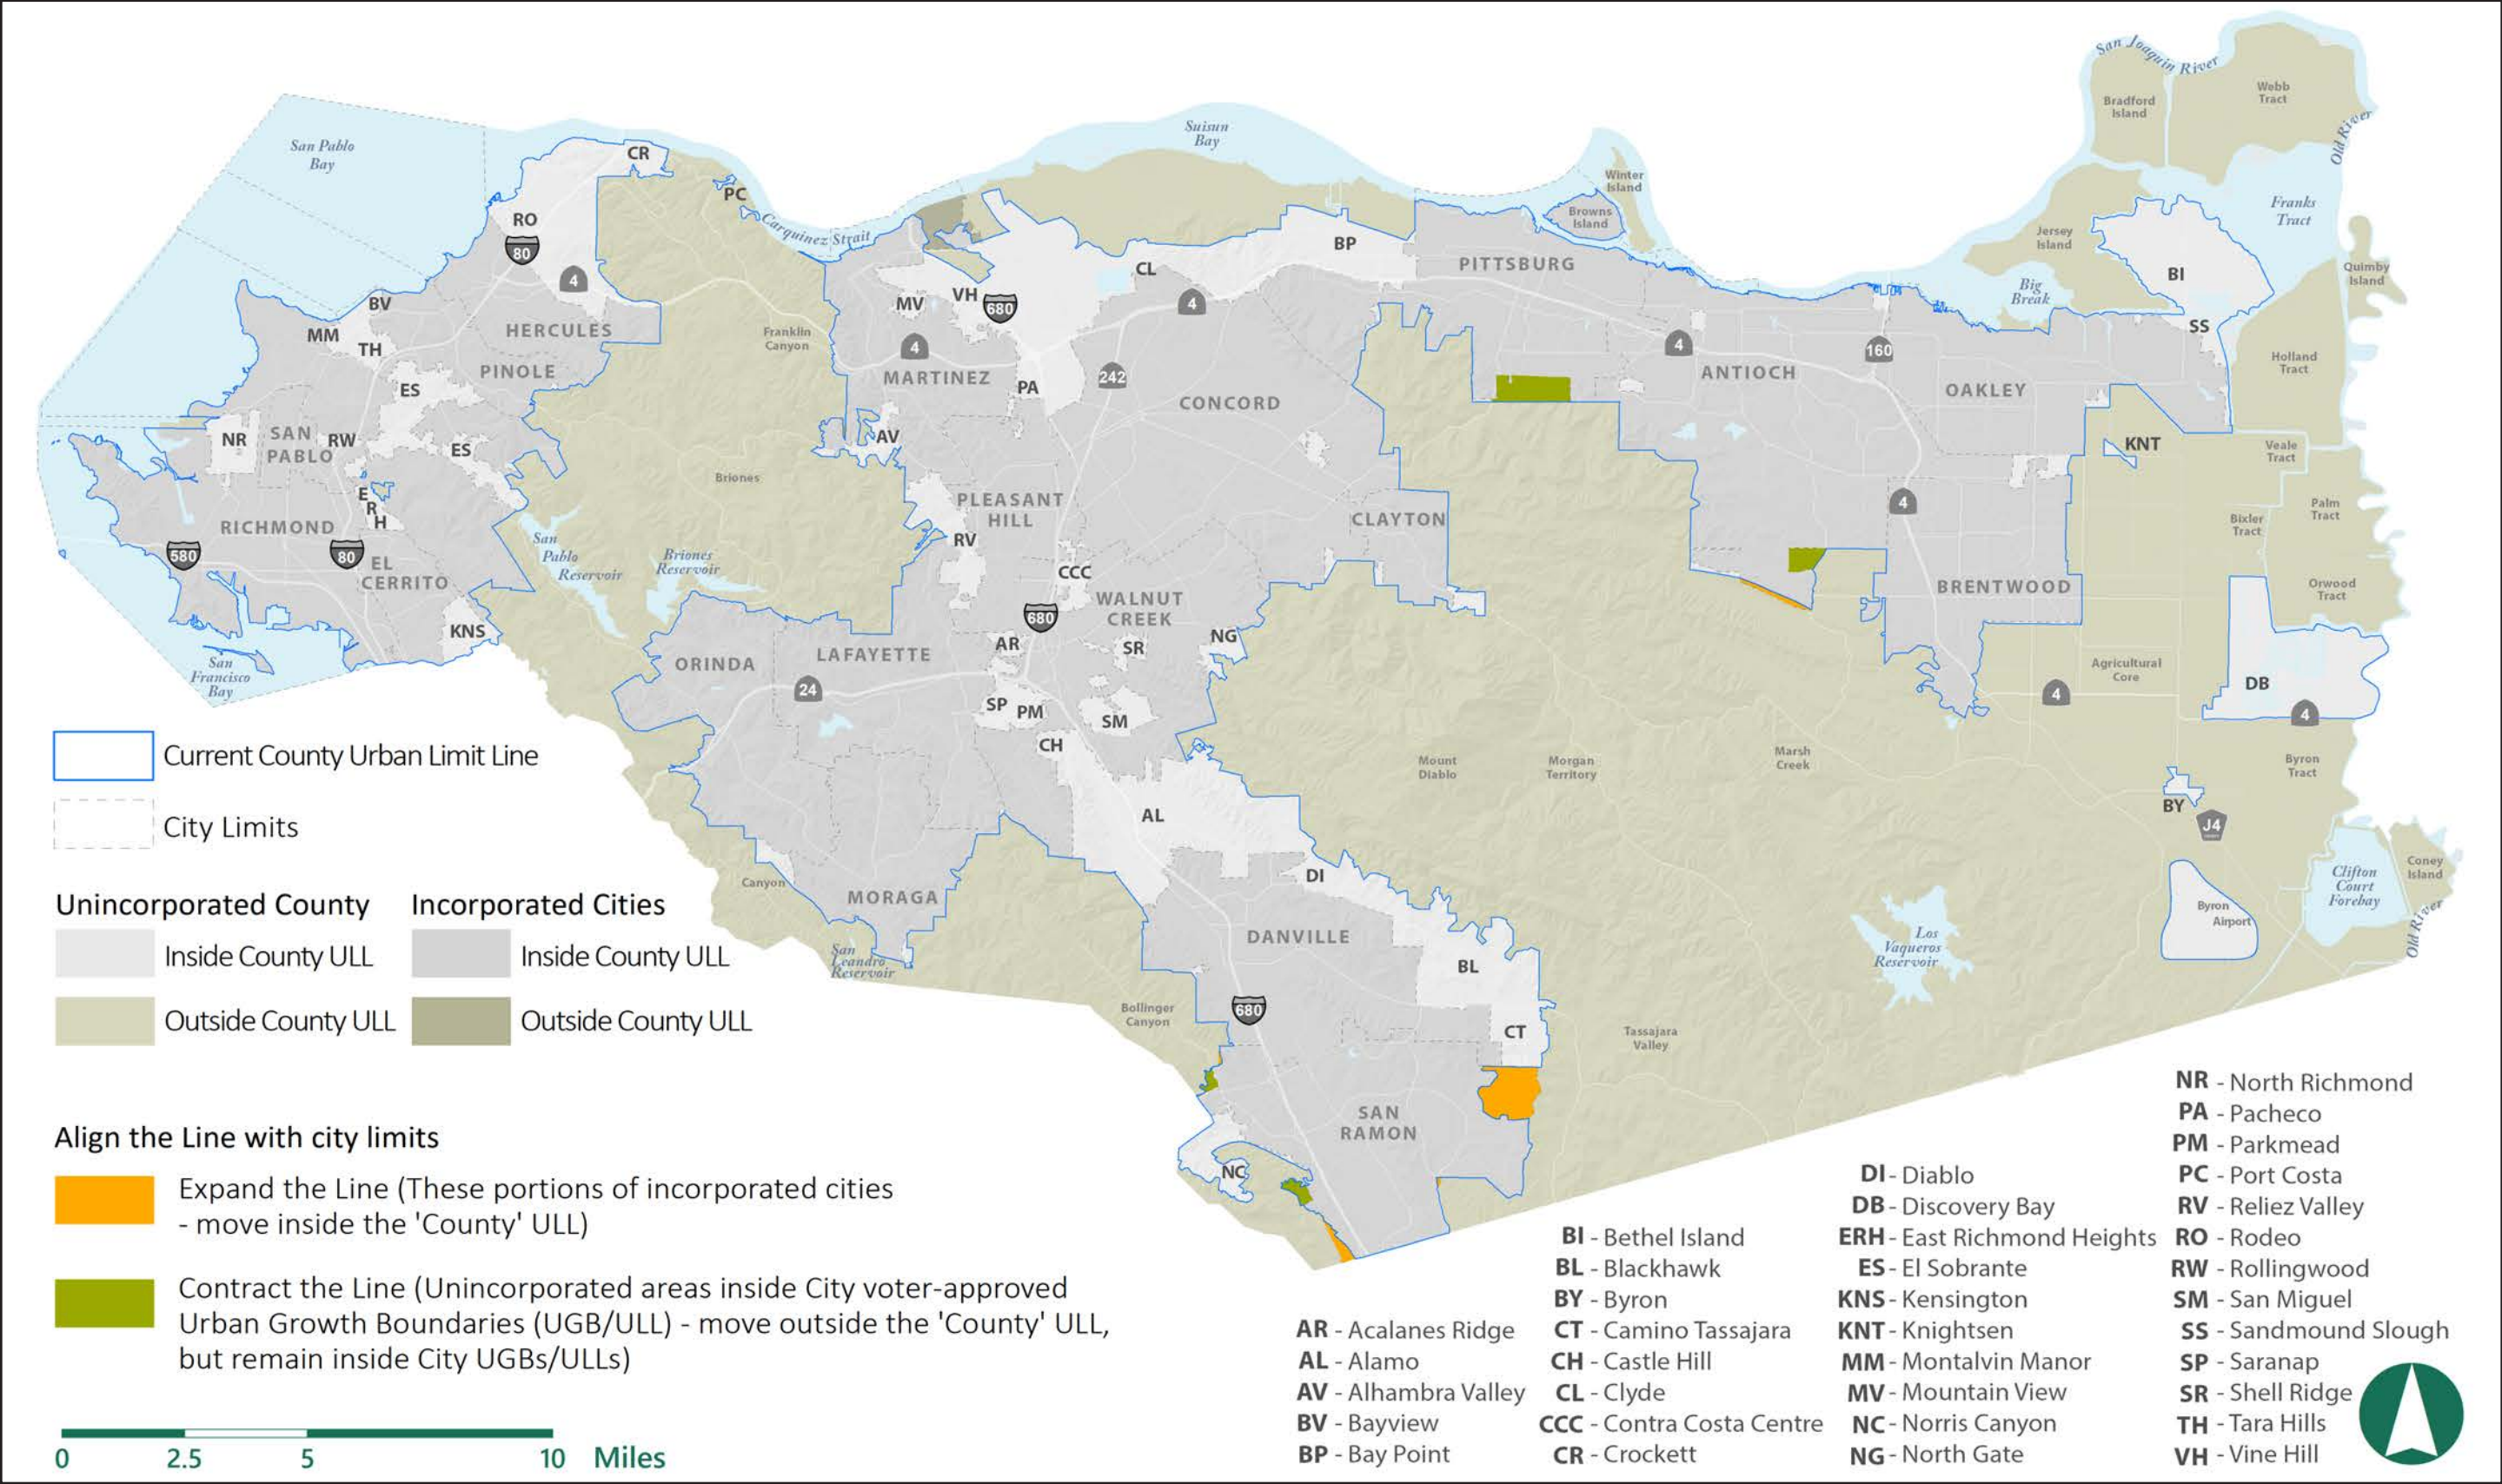 San Joaquin River
Webb
Tract
Bradford
Island
Old River
Suisun
Bay
San Pablo
Bay
CR
PC
Carquinez Strait
Winter
Island
Browns
Island
Franks
Tract
RO
80
4
BP
PITTSBURG
Jersey
Island
BI
Quimby
Island
CL
Big
Break
BV
MV
VH
680
4
SS
MM
TH
HERCULES
Franklin
Canyon
4
4
160
Holland
Tract
PINOLE
MARTINEZ
PA
242
ANTIOCH
OAKLEY
ES
CONCORD
NR
SAN
PABLO
RW
ES
AV
KNT
Veale
Tract
Briones
E
R
H
PLEASANT
HILL
CLAYTON
4
Palm
Tract
Bixler
Tract
RICHMOND
580
80
EL
CERRITO
San
Pablo
Reservoir
Briones
Reservoir
RV
CCC
BRENTWOOD
Orwood
Tract
WALNUT
CREEK
680
KNS
AR
SR
NG
ORINDA
LAFAYETTE
24
San
Francisco
Bay
Agricultural
Core
4
DB
4
SP
PM
SM
CH
Mount
Diablo
Morgan
Territory
Marsh
Creek
Byron
Tract
BY
J4
AL
Canyon
MORAGA
DI
Clifton
Court
Forebay
Coney
Island
Old River
Byron
Airport
San
Leandro
Reservoir
DANVILLE
BL
Los
Vaqueros
Reservoir
Bollinger
Canyon
680
CT
Tassajara
Valley
SAN
RAMON
NC
Current County Urban Limit Line
City Limits
Unincorporated County
Incorporated Cities
Inside County ULL
Inside County ULL
Outside County ULL
Outside County ULL
Align the Line with city limits
Expand the Line (These portions of incorporated cities
- move inside the 'County' ULL)
Contract the Line (Unincorporated areas inside City voter-approved
Urban Growth Boundaries (UGB/ULL) - move outside the 'County' ULL,
but remain inside City UGBs/ULLs)
0 2.5 5 10 Miles
AR - Acalanes Ridge
AL - Alamo
AV - Alhambra Valley
BV - Bayview
BP - Bay Point
BI - Bethel Island
BL - Blackhawk
BY - Byron
CT - Camino Tassajara
CH - Castle Hill
CL - Clyde
CCC - Contra Costa Centre
CR - Crockett
DI - Diablo
DB - Discovery Bay
ERH - East Richmond Heights
ES - El Sobrante
KNS - Kensington
KNT - Knightsen
MM - Montalvin Manor
MV - Mountain View
NC - Norris Canyon
NG - North Gate
NR - North Richmond
PA - Pacheco
PM - Parkmead
PC - Port Costa
RV - Reliez Valley
RO - Rodeo
RW - Rollingwood
SM - San Miguel
SS - Sandmound Slough
SP - Saranap
SR - Shell Ridge
TH - Tara Hills
VH - Vine Hill